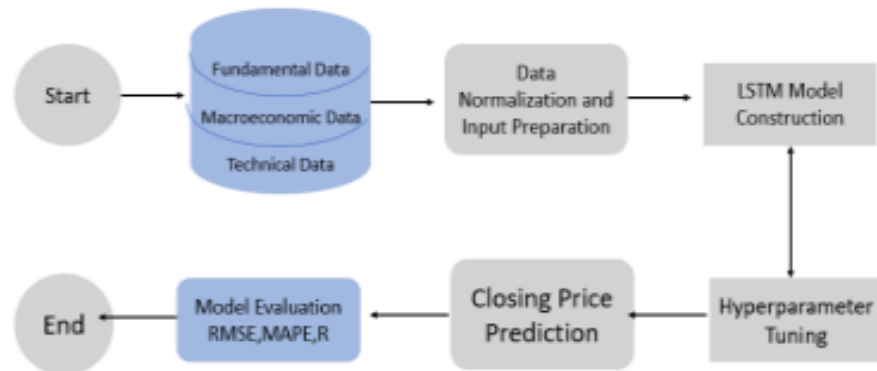 Start
Fundamental Data
Macroeconomic Data
Technical Data
Data
Normalization and
Input Preparation
LSTM Model
Construction
Hyperparameter
Tuning
Closing Price
Prediction
Model Evaluation
RMSE,MAPE,R
End